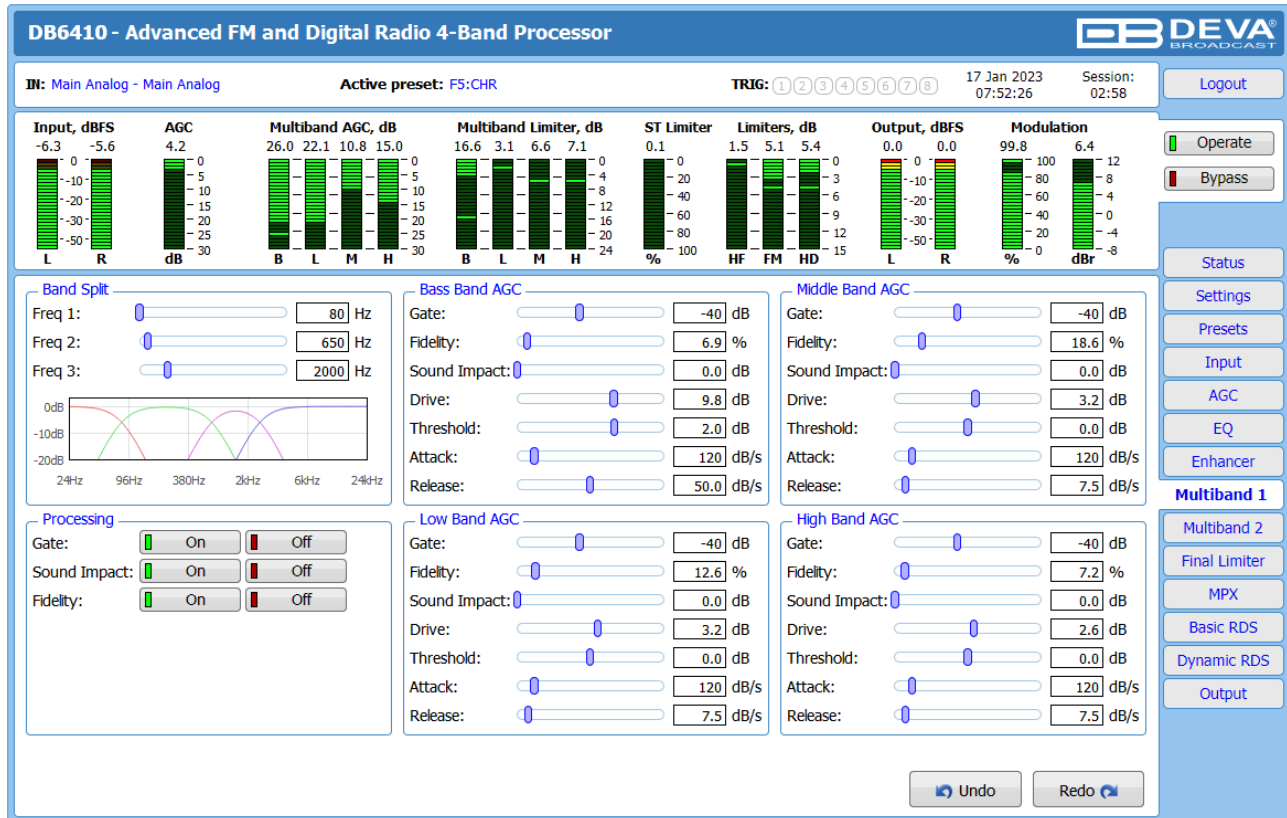 DB6410 - Advanced FM and Digital Radio 4-Band Processor
DB DEVA®
BROADCAST
IN: Main Analog - Main Analog
Active preset: F5:CHR
TRIG: 1 2 3 4 5 6 7 8
17 Jan 2023
07:52:26
Session:
02:58
Logout
Input, dBFS AGC Multiband AGC, dB Multiband Limiter, dB ST Limiter Limiters, dB Output, dBFS Modulation
-6.3 -5.6 4.2 26.0 22.1 10.8 15.0 16.6 3.1 6.6 7.1 0.1 1.5 5.1 5.4 0.0 0.0 99.8 6.4
0 -10 -20 -30 -40 -50
0 5 10 15 20 25 30
0 5 10 15 20 25 30
0 4 8 12 16 20 24
0 20 40 60 80 100
0 3 6 9 12 15
0 -10 -20 -30 -40 -50
100 80 60 40 20 0
12 8 4 0 -4 -8
L R dB B L M H B L M H % HF FM HD L R % dBr
Operate
Bypass
Band Split
Freq 1: 80 Hz
Freq 2: 650 Hz
Freq 3: 2000 Hz
0dB
-10dB
-20dB
24Hz 96Hz 380Hz 2kHz 6kHz 24kHz
Bass Band AGC
Gate: -40 dB
Fidelity: 6.9 %
Sound Impact: 0.0 dB
Drive: 9.8 dB
Threshold: 2.0 dB
Attack: 120 dB/s
Release: 50.0 dB/s
Middle Band AGC
Gate: -40 dB
Fidelity: 18.6 %
Sound Impact: 0.0 dB
Drive: 3.2 dB
Threshold: 0.0 dB
Attack: 120 dB/s
Release: 7.5 dB/s
Processing
Gate: On Off
Sound Impact: On Off
Fidelity: On Off
Low Band AGC
Gate: -40 dB
Fidelity: 12.6 %
Sound Impact: 0.0 dB
Drive: 3.2 dB
Threshold: 0.0 dB
Attack: 120 dB/s
Release: 7.5 dB/s
High Band AGC
Gate: -40 dB
Fidelity: 7.2 %
Sound Impact: 0.0 dB
Drive: 2.6 dB
Threshold: 0.0 dB
Attack: 120 dB/s
Release: 7.5 dB/s
Status
Settings
Presets
Input
AGC
EQ
Enhancer
Multiband 1
Multiband 2
Final Limiter
MPX
Basic RDS
Dynamic RDS
Output
Undo
Redo